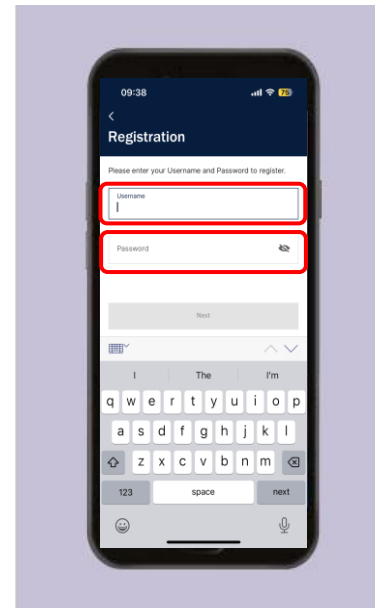 09:38
75
Registration
Please enter your Username and Password to register.
Username
Password
Next
I The I'm
q w e r t y u i o p
a s d f g h j k l
z x c v b n m
123 space next